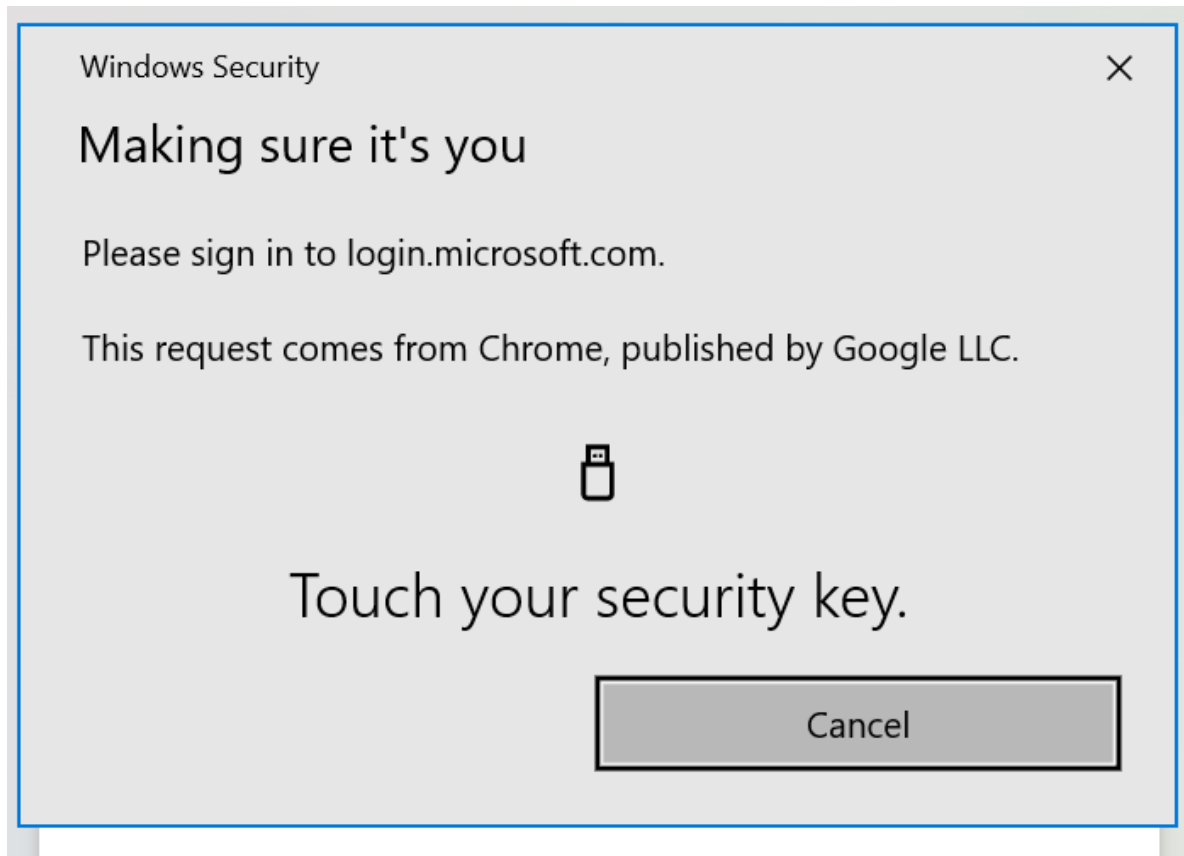 Windows Security
Making sure it's you
Please sign in to login.microsoft.com.
This request comes from Chrome, published by Google LLC.
Touch your security key.
Cancel